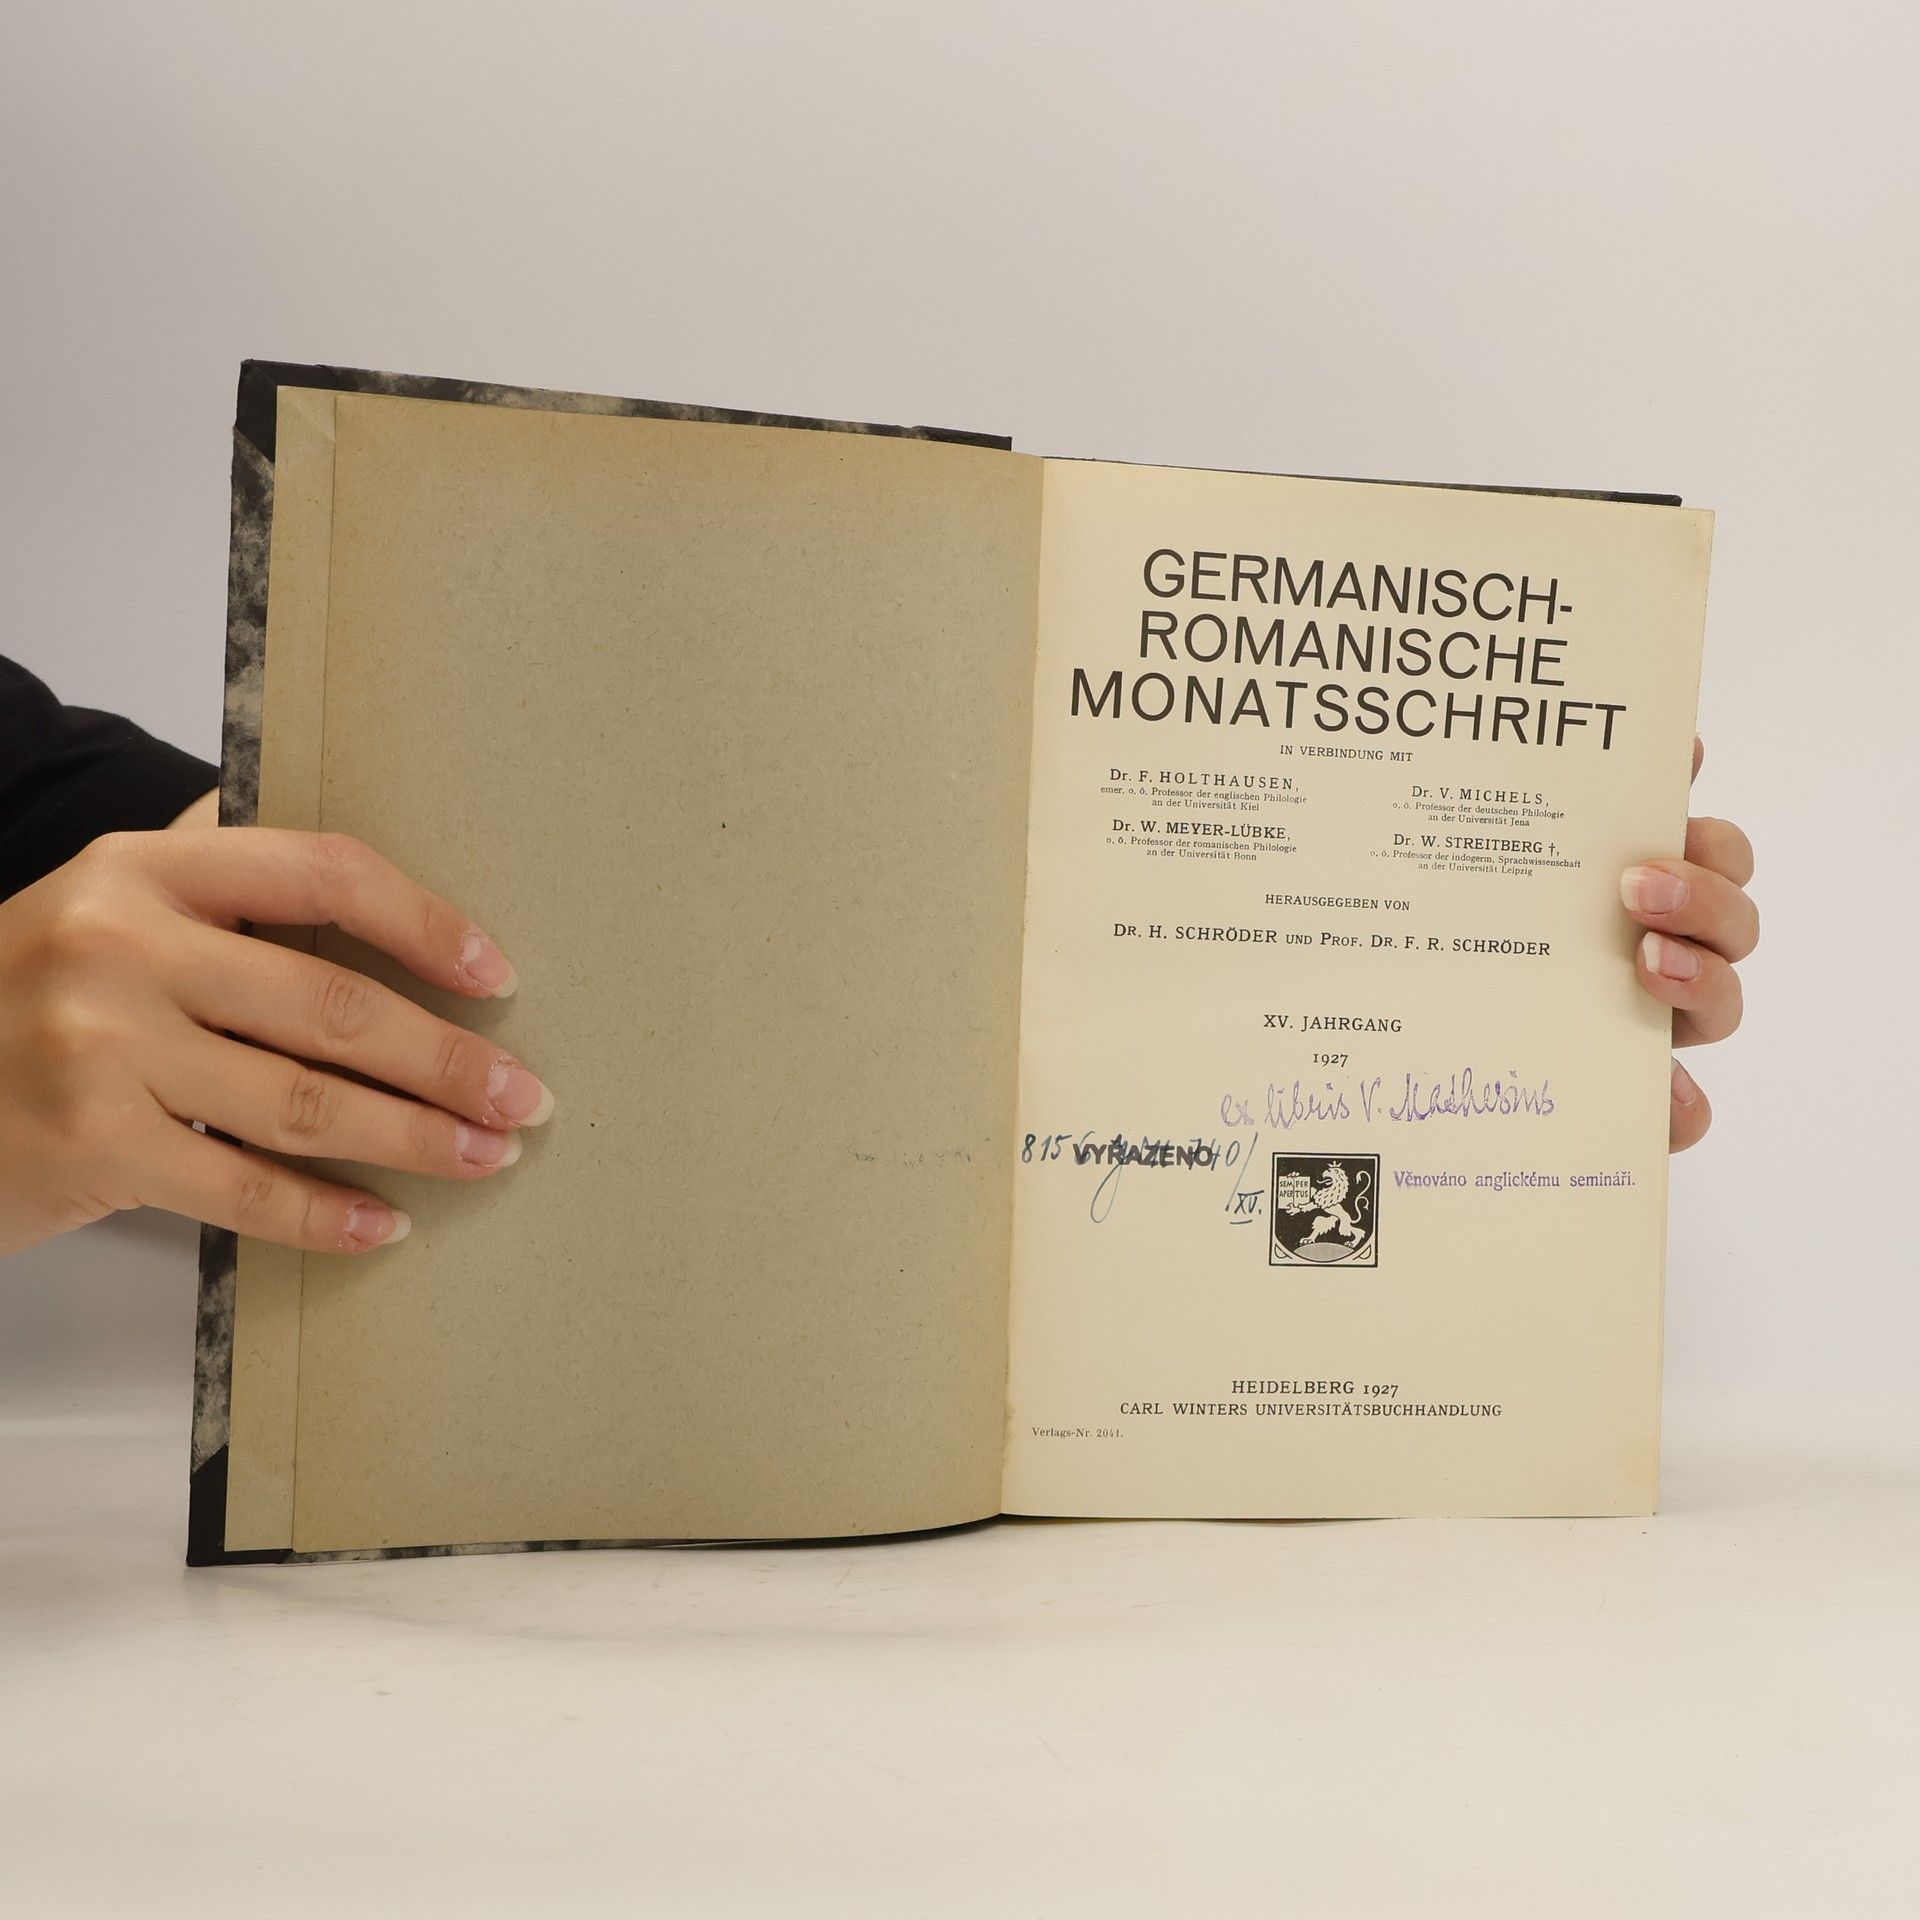 GERMANISCH-
ROMANISCHE
MONATSSCHRIFT
IN VERBINDUNG MIT
Dr. F. HOLTHAUSEN,
emer. o. ö. Professor der englischen Philologie
an der Universität Kiel
Dr. V. MICHELS,
o. ö. Professor der deutschen Philologie
an der Universität Jena
Dr. W. MEYER-LÜBKE,
o. ö. Professor der romanischen Philologie
an der Universität Bonn
Dr. W. STREITBERG †,
o. ö. Professor der indogerm. Sprachwissenschaft
an der Universität Leipzig
HERAUSGEGEBEN VON
DR. H. SCHRÖDER UND PROF. DR. F. R. SCHRÖDER
XV. JAHRGANG
1927
ex libris V. Mathesius
VYŘAZENO
XV.
SEMPER
APERTUS
Věnováno anglickému semináři.
HEIDELBERG 1927
CARL WINTERS UNIVERSITÄTSBUCHHANDLUNG
Verlags-Nr. 2041.